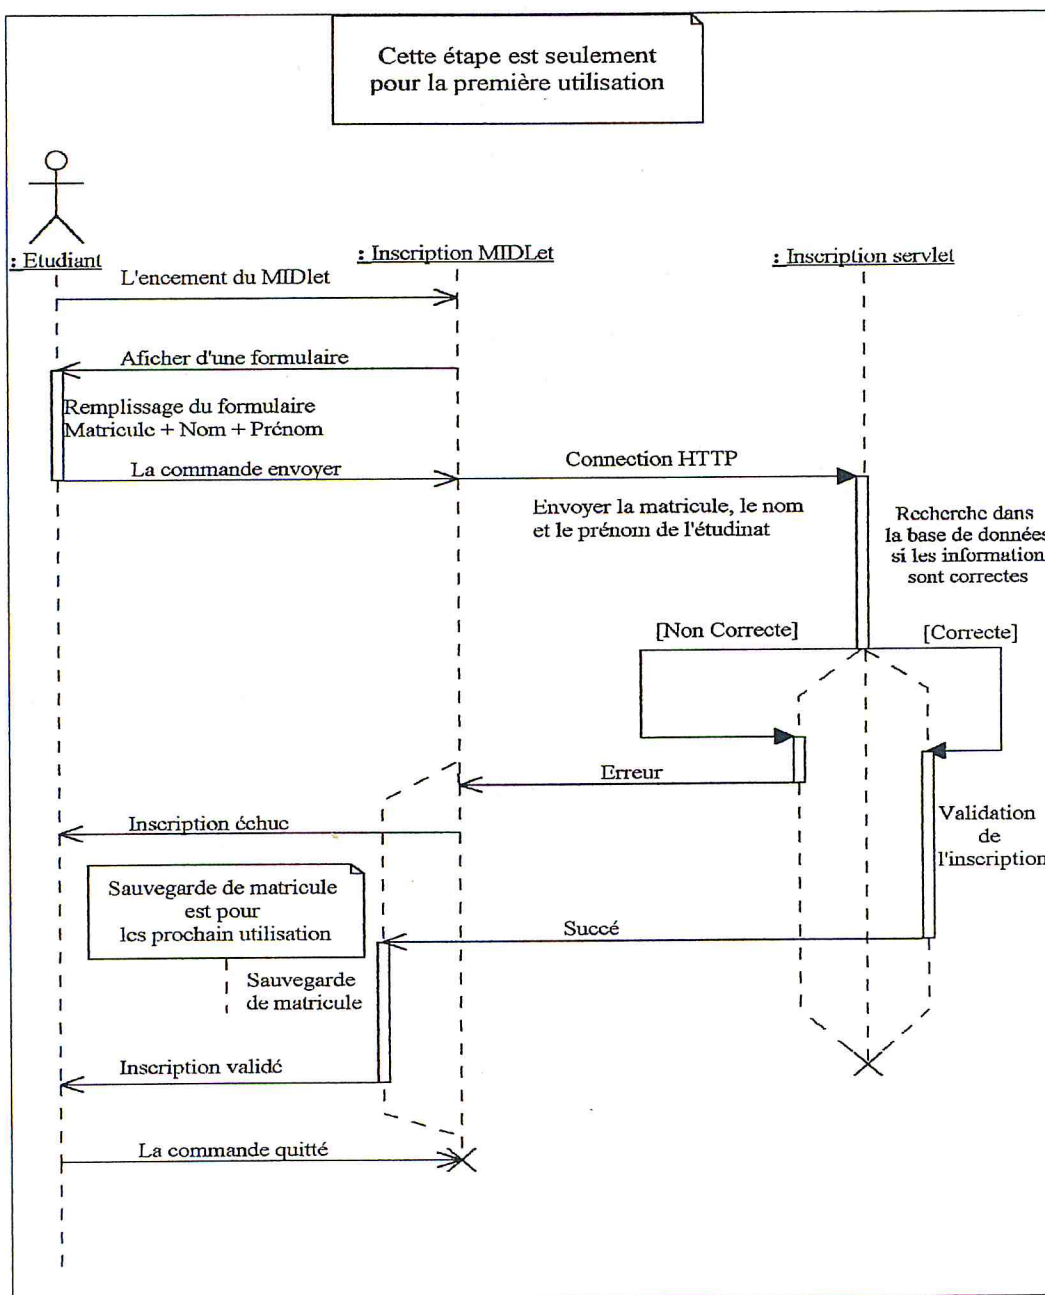 Cette étape est seulement
pour la première utilisation
: Etudiant
: Inscription MIDLet
: Inscription servlet
L'encement du MIDlet
Aficher d'une formulaire
Remplissage du formulaire
Matricule + Nom + Prénom
La commande envoyer
Connection HTTP
Envoyer la matricule, le nom
et le prénom de l'étudinat
Recherche dans
la base de données
si les information
sont correctes
[Non Correcte]
[Correcte]
Erreur
Inscription échuc
Validation
de
l'inscription
Sauvegarde de matricule
est pour
les prochain utilisation
Succé
Sauvegarde
de matricule
Inscription validé
La commande quitté